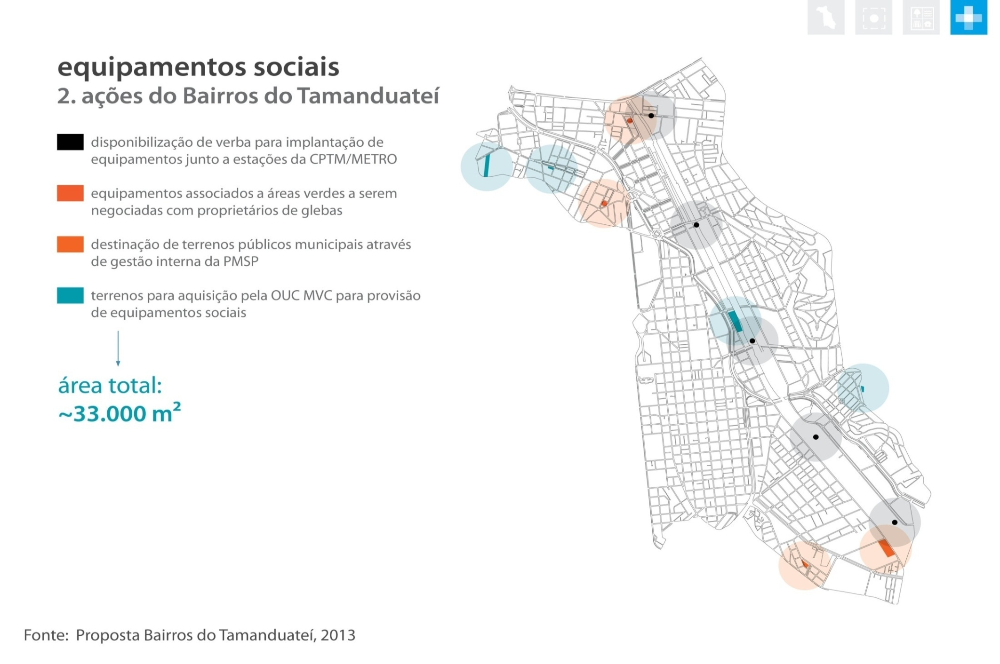 equipamentos sociais
2. ações do Bairros do Tamanduateí
disponibilização de verba para implantação de
equipamentos junto a estações da CPTM/METRO
equipamentos associados a áreas verdes a serem
negociadas com proprietários de glebas
destinação de terrenos públicos municipais através
de gestão interna da PMSP
terrenos para aquisição pela OUC MVC para provisão
de equipamentos sociais
área total:
~33.000 m²
Fonte: Proposta Bairros do Tamanduateí, 2013